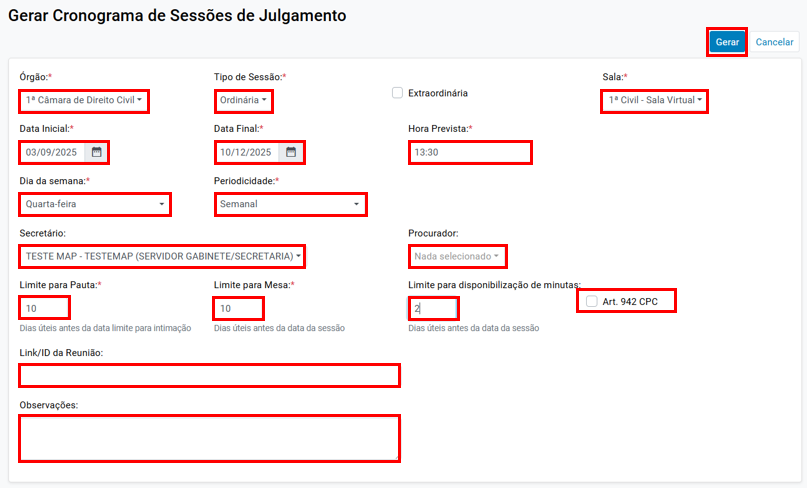 Gerar Cronograma de Sessões de Julgamento
Gerar Cancelar
Órgão:* Tipo de Sessão:* Sala:*
1ª Câmara de Direito Civil Ordinária Extraordinária 1ª Civil - Sala Virtual
Data Inicial:* Data Final:* Hora Prevista:*
03/09/2025 10/12/2025 13:30
Dia da semana:* Periodicidade:*
Quarta-feira Semanal
Secretário: Procurador:
TESTE MAP - TESTEMAP (SERVIDOR GABINETE/SECRETARIA) Nada selecionado
Limite para Pauta:* Limite para Mesa:* Limite para disponibilização de minutas:
10 10 2 Art. 942 CPC
Dias úteis antes da data limite para intimação Dias úteis antes da data da sessão Dias úteis antes da data da sessão
Link/ID da Reunião:
Observações: